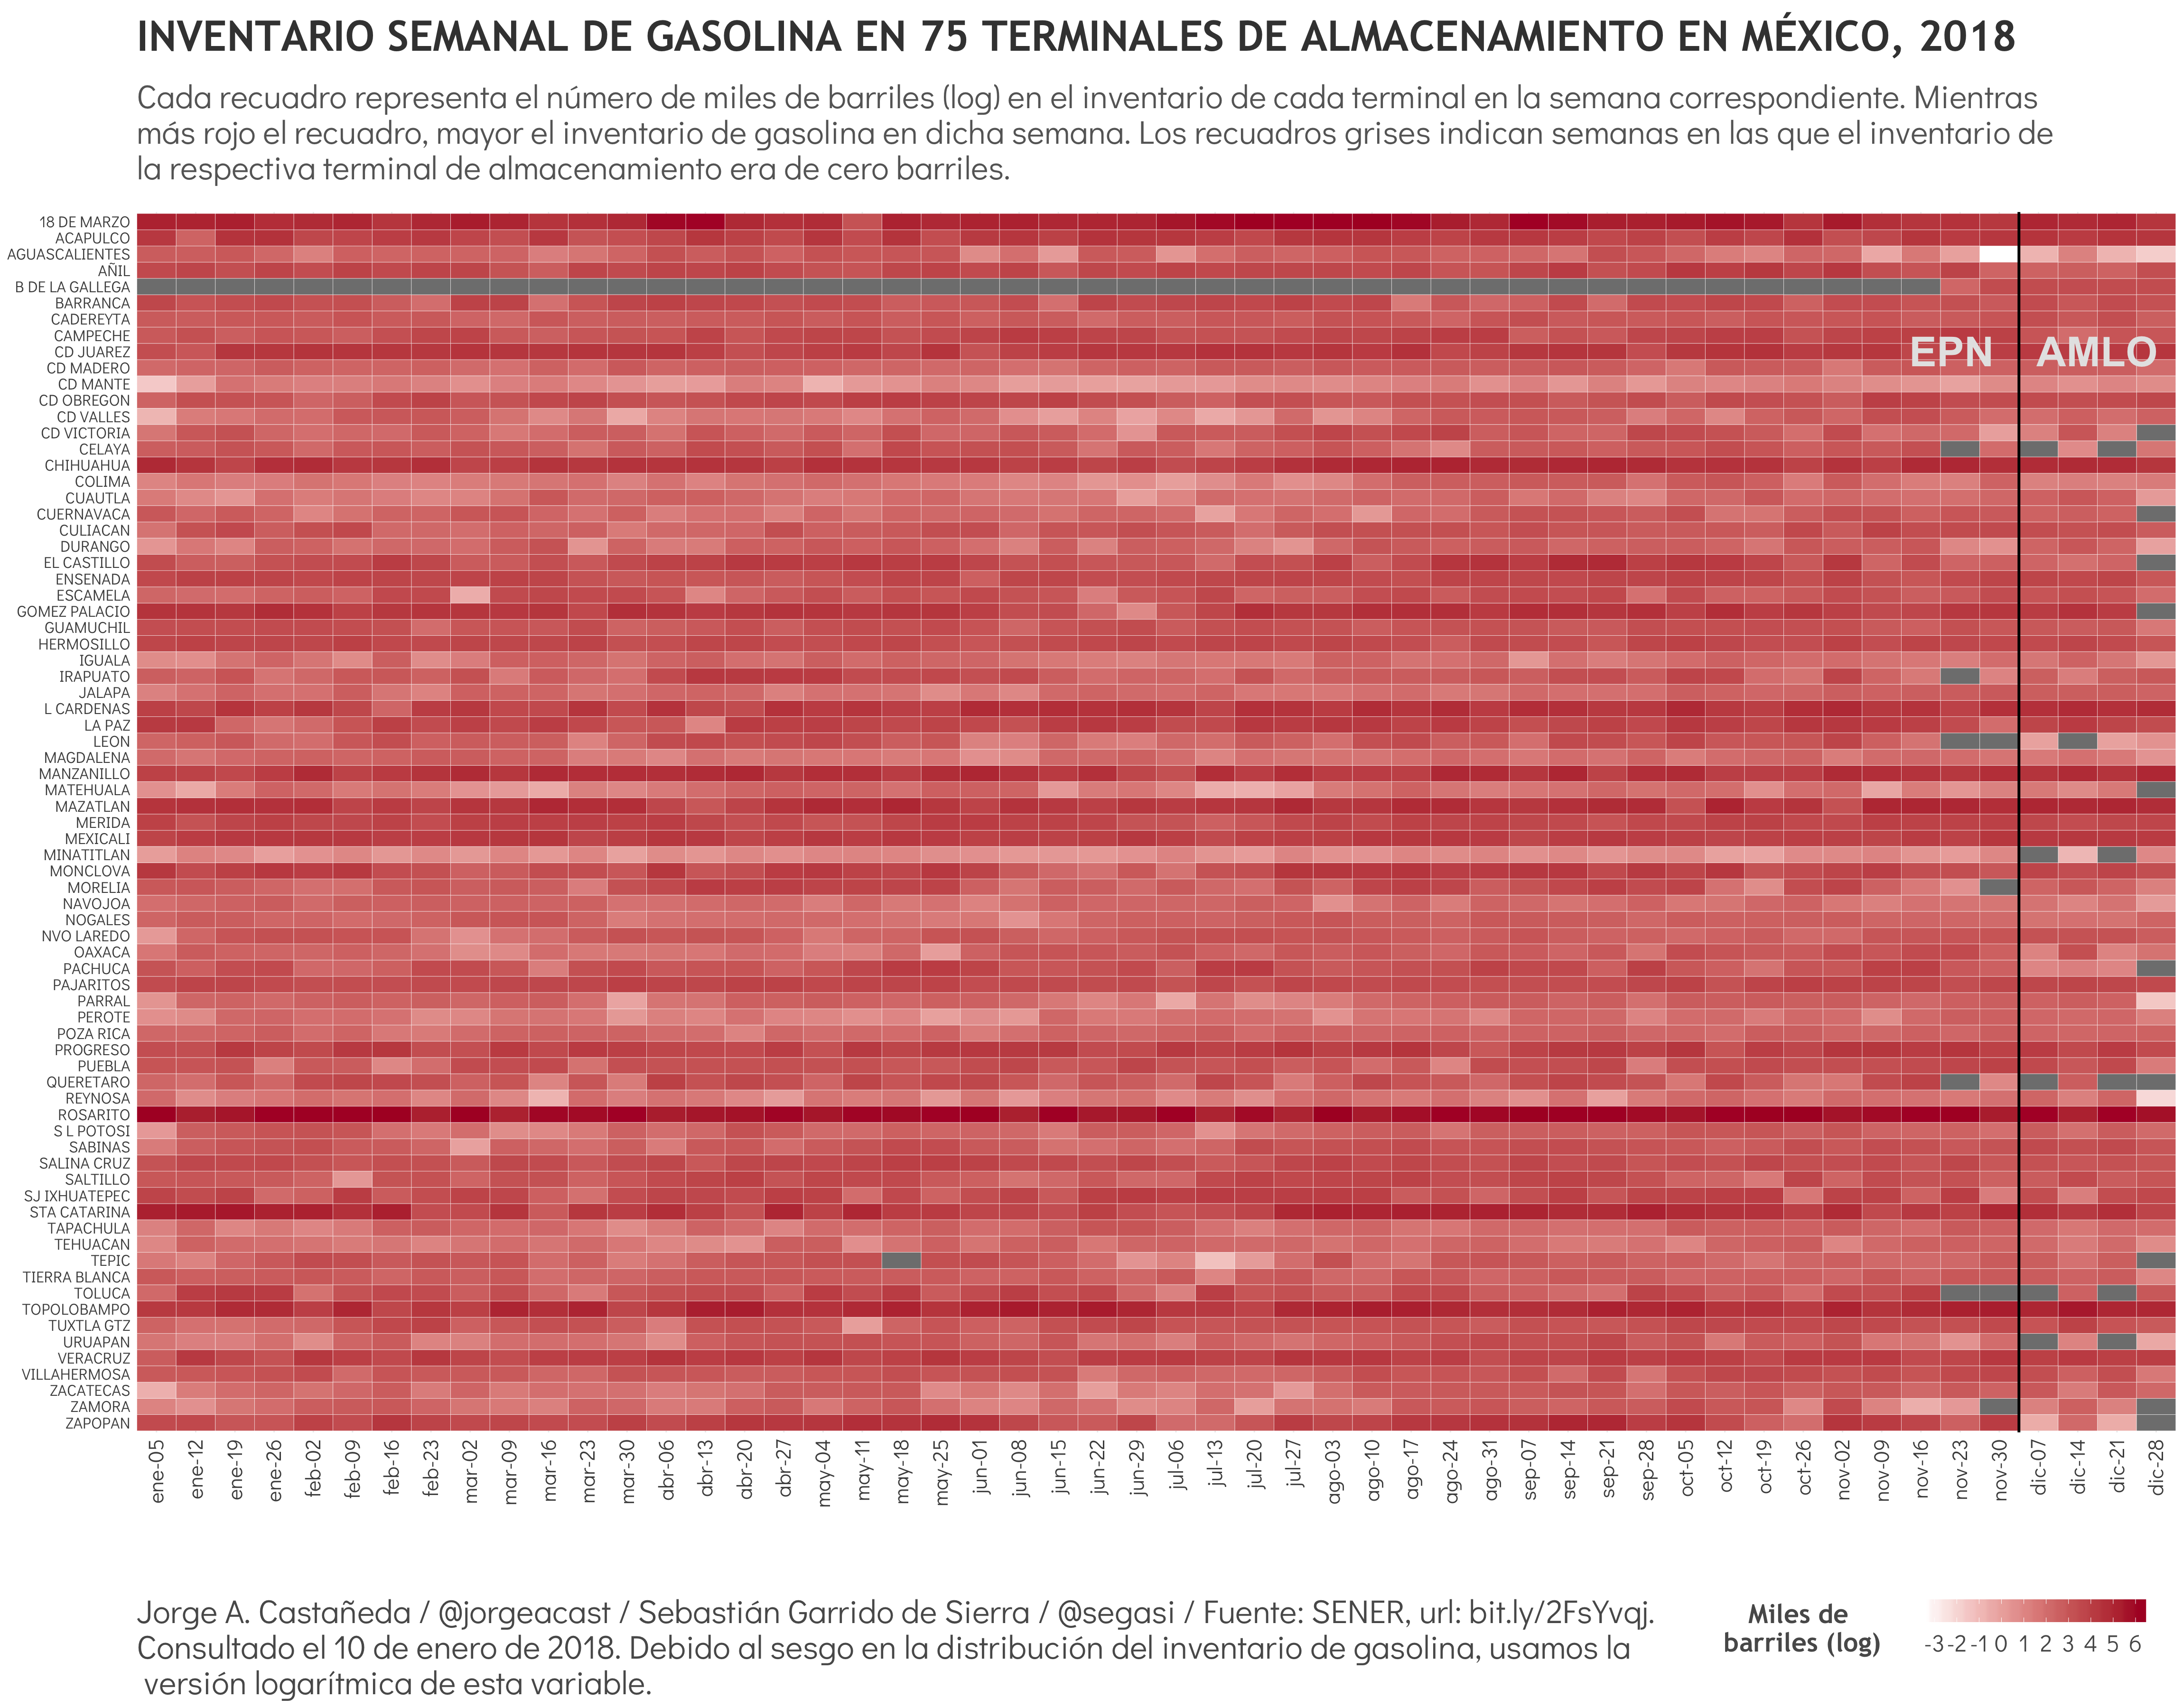 INVENTARIO SEMANAL DE GASOLINA EN 75 TERMINALES DE ALMACENAMIENTO EN MÉXICO, 2018
Cada recuadro representa el número de miles de barriles (log) en el inventario de cada terminal en la semana correspondiente. Mientras
más rojo el recuadro, mayor el inventario de gasolina en dicha semana. Los recuadros grises indican semanas en las que el inventario de
la respectiva terminal de almacenamiento era de cero barriles.
18 DE MARZO
ACAPULCO
AGUASCALIENTES
AÑIL
B DE LA GALLEGA
BARRANCA
CADEREYTA
CAMPECHE
CD JUAREZ
EPN AMLO
CD MADERO
CD MANTE
CD OBREGON
CD VALLES
CD VICTORIA
CELAYA
CHIHUAHUA
COLIMA
CUAUTLA
CUERNAVACA
CULIACAN
DURANGO
EL CASTILLO
ENSENADA
ESCAMELA
GOMEZ PALACIO
GUAMUCHIL
HERMOSILLO
IGUALA
IRAPUATO
JALAPA
L CARDENAS
LA PAZ
LEON
MAGDALENA
MANZANILLO
MATEHUALA
MAZATLAN
MERIDA
MEXICALI
MINATITLAN
MONCLOVA
MORELIA
NAVOJOA
NOGALES
NVO LAREDO
OAXACA
PACHUCA
PAJARITOS
PARRAL
PEROTE
POZA RICA
PROGRESO
PUEBLA
QUERETARO
REYNOSA
ROSARITO
S L POTOSI
SABINAS
SALINA CRUZ
SALTILLO
SJ IXHUATEPEC
STA CATARINA
TAPACHULA
TEHUACAN
TEPIC
TIERRA BLANCA
TOLUCA
TOPOLOBAMPO
TUXTLA GTZ
URUAPAN
VERACRUZ
VILLAHERMOSA
ZACATECAS
ZAMORA
ZAPOPAN
ene-05 ene-12 ene-19 ene-26 feb-02 feb-09 feb-16 feb-23 mar-02 mar-09 mar-16 mar-23 mar-30 abr-06 abr-13 abr-20 abr-27 may-04 may-11 may-18 may-25 jun-01 jun-08 jun-15 jun-22 jun-29 jul-06 jul-13 jul-20 jul-27 ago-03 ago-10 ago-17 ago-24 ago-31 sep-07 sep-14 sep-21 sep-28 oct-05 oct-12 oct-19 oct-26 nov-02 nov-09 nov-16 nov-23 nov-30 dic-07 dic-14 dic-21 dic-28
Jorge A. Castañeda / @jorgeacast / Sebastián Garrido de Sierra / @segasi / Fuente: SENER, url: bit.ly/2FsYvqj.
Consultado el 10 de enero de 2018. Debido al sesgo en la distribución del inventario de gasolina, usamos la
versión logarítmica de esta variable.
Miles de
barriles (log)
-3 -2 -1 0 1 2 3 4 5 6